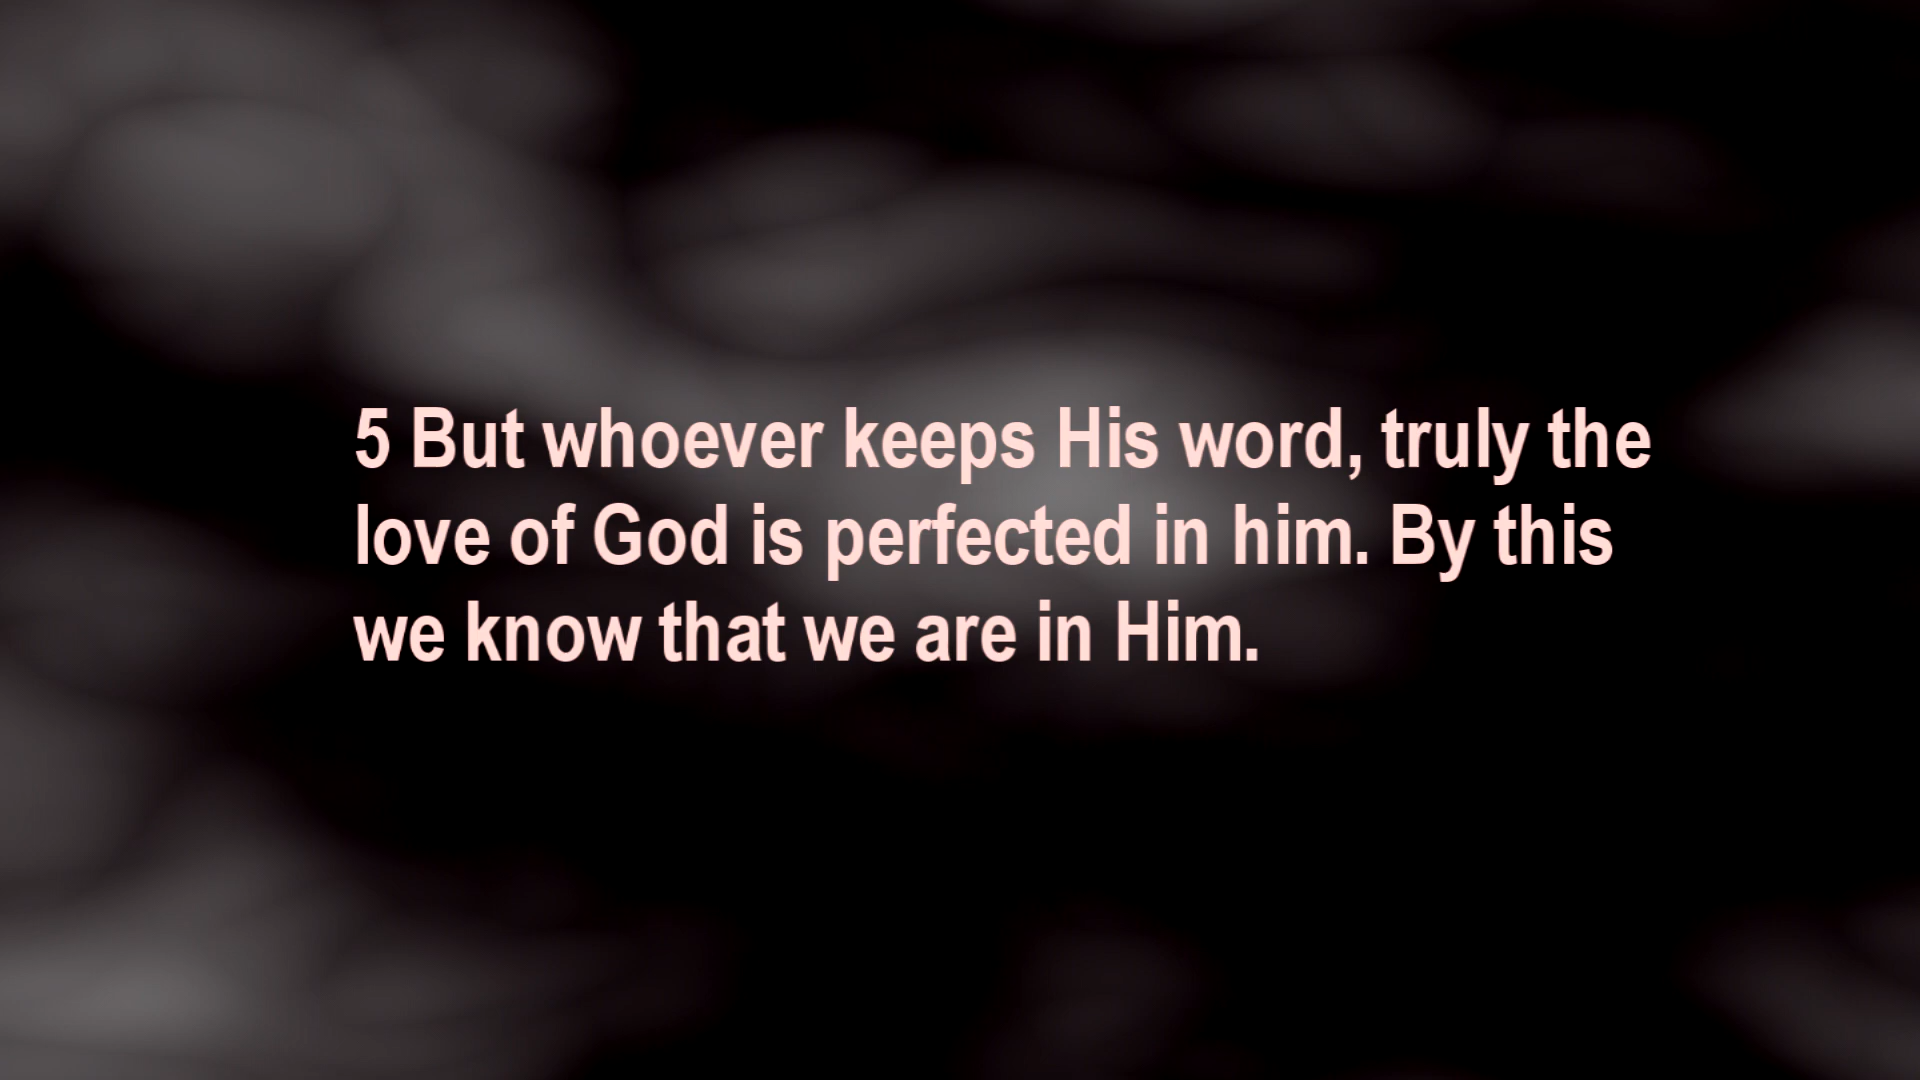 5 But whoever keeps His word, truly the
love of God is perfected in him. By this
we know that we are in Him.